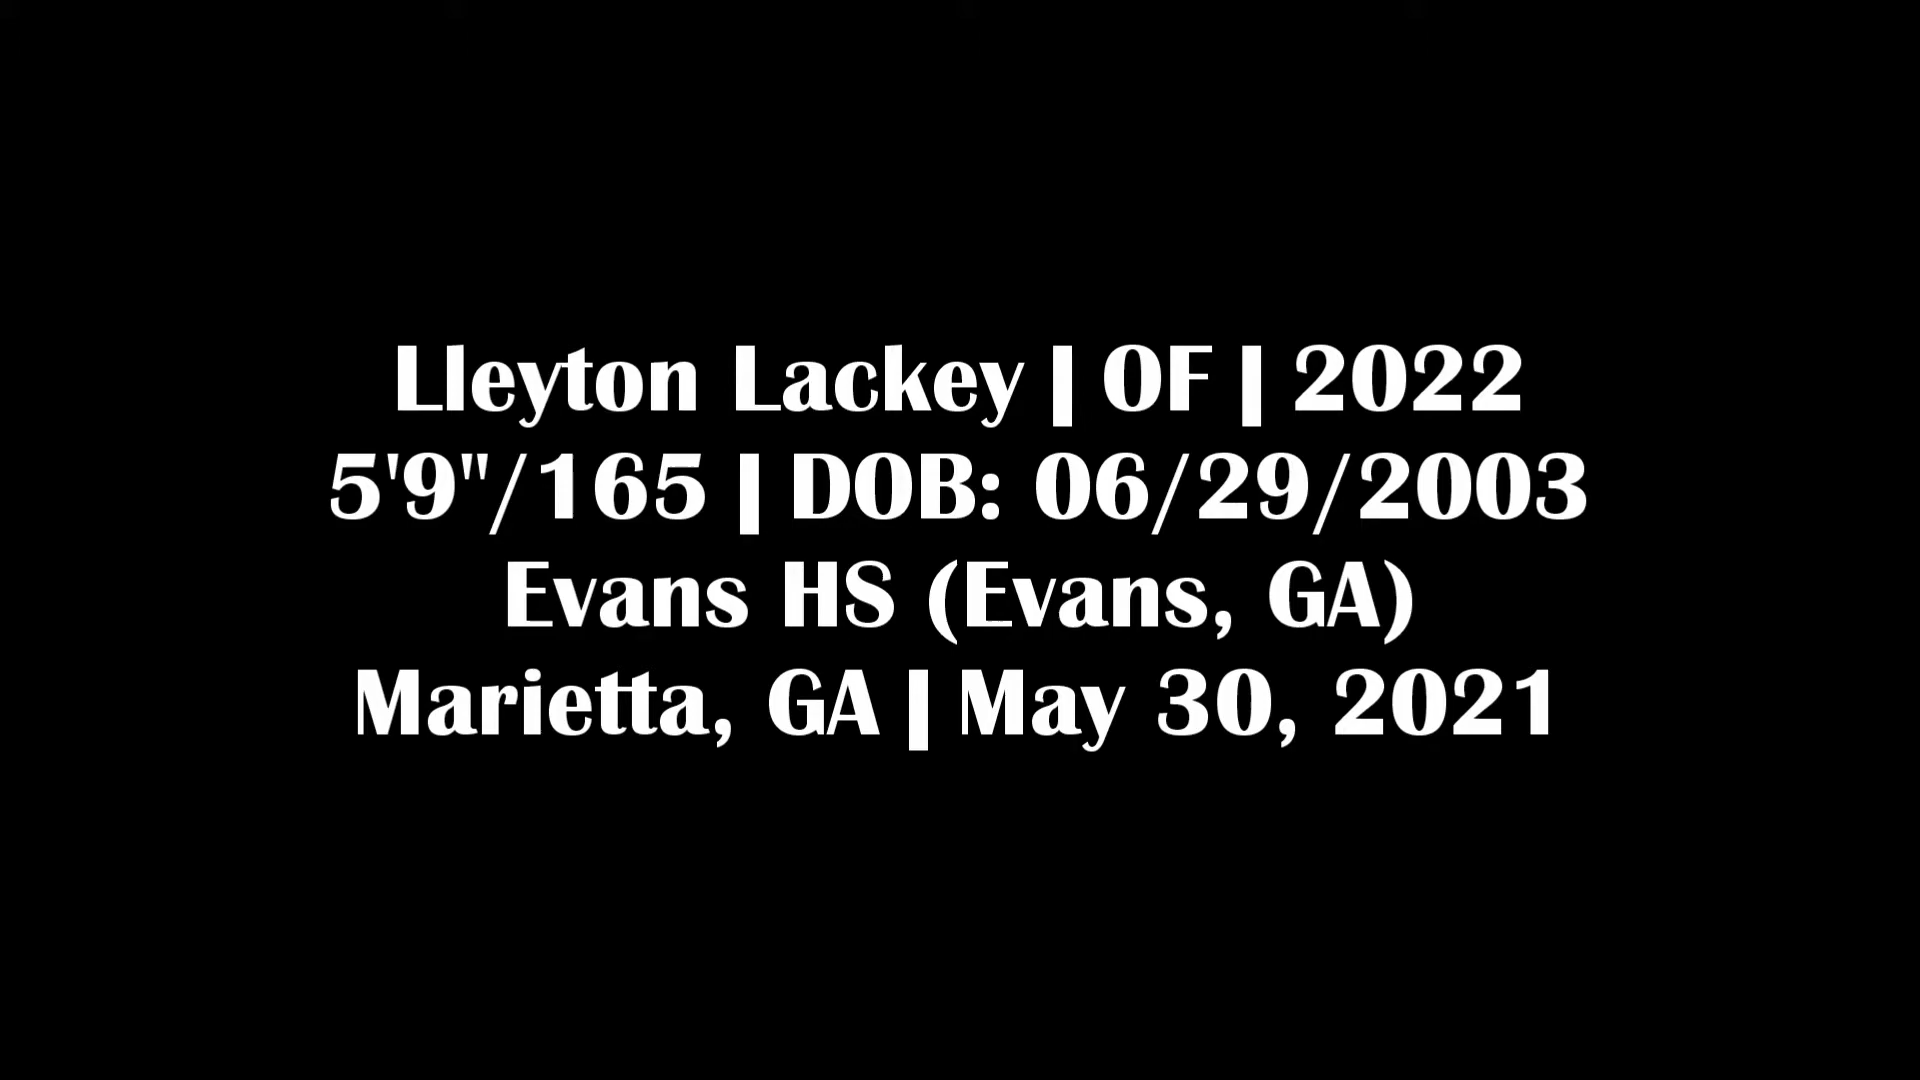 Lleyton Lackey | OF | 2022
5'9"/165 | DOB: 06/29/2003
Evans HS (Evans, GA)
Marietta, GA | May 30, 2021